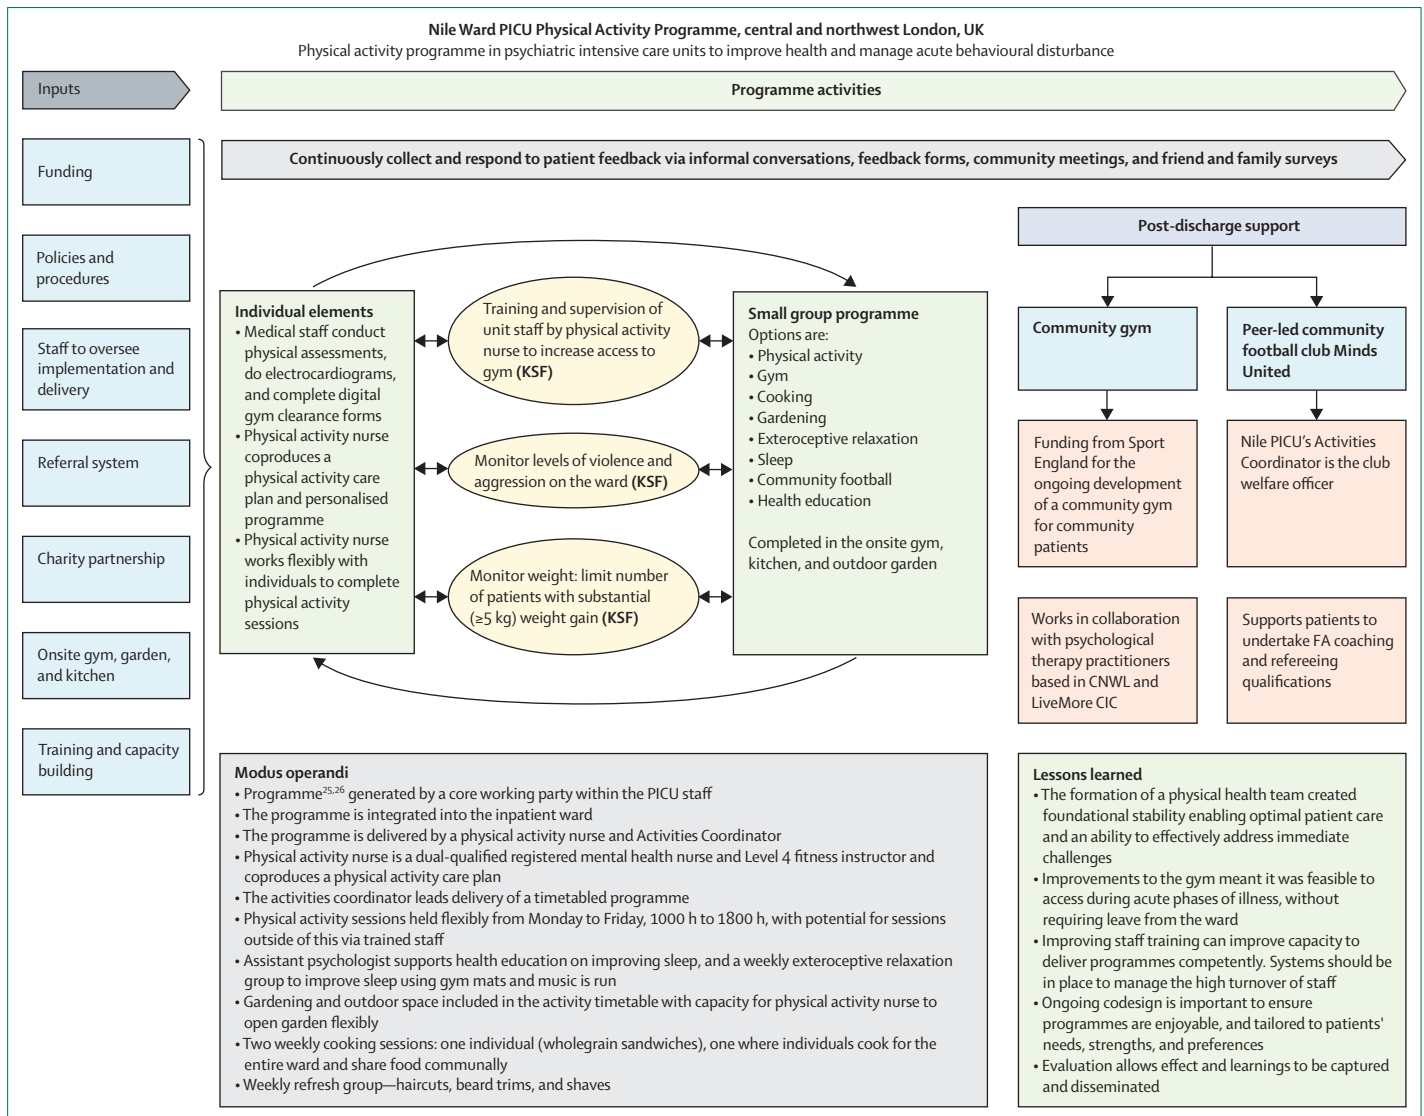 Nile Ward PICU Physical Activity Programme, central and northwest London, UK
Physical activity programme in psychiatric intensive care units to improve health and manage acute behavioural disturbance
Inputs
Programme activities
Funding
Policies and
procedures
Staff to oversee
implementation and
delivery
Referral system
Charity partnership
Onsite gym, garden,
and kitchen
Training and capacity
building
Continuously collect and respond to patient feedback via informal conversations, feedback forms, community meetings, and friend and family surveys
Individual elements
• Medical staff conduct
physical assessments,
do electrocardiograms,
and complete digital
gym clearance forms
• Physical activity nurse
coproduces a
physical activity care
plan and personalised
programme
• Physical activity nurse
works flexibly with
individuals to complete
physical activity
sessions
Training and supervision of
unit staff by physical activity
nurse to increase access to
gym (KSF)
Monitor levels of violence and
aggression on the ward (KSF)
Monitor weight: limit number
of patients with substantial
(≥5 kg) weight gain (KSF)
Small group programme
Options are:
• Physical activity
• Gym
• Cooking
• Gardening
• Exteroceptive relaxation
• Sleep
• Community football
• Health education
Completed in the onsite gym,
kitchen, and outdoor garden
Post-discharge support
Community gym
Funding from Sport
England for the
ongoing development
of a community gym
for community
patients
Works in collaboration
with psychological
therapy practitioners
based in CNWL and
LiveMore CIC
Peer-led community
football club Minds
United
Nile PICU's Activities
Coordinator is the club
welfare officer
Supports patients to
undertake FA coaching
and refereeing
qualifications
Modus operandi
• Programme25,26 generated by a core working party within the PICU staff
• The programme is integrated into the inpatient ward
• The programme is delivered by a physical activity nurse and Activities Coordinator
• Physical activity nurse is a dual-qualified registered mental health nurse and Level 4 fitness instructor and
coproduces a physical activity care plan
• The activities coordinator leads delivery of a timetabled programme
• Physical activity sessions held flexibly from Monday to Friday, 1000 h to 1800 h, with potential for sessions
outside of this via trained staff
• Assistant psychologist supports health education on improving sleep, and a weekly exteroceptive relaxation
group to improve sleep using gym mats and music is run
• Gardening and outdoor space included in the activity timetable with capacity for physical activity nurse to
open garden flexibly
• Two weekly cooking sessions: one individual (wholegrain sandwiches), one where individuals cook for the
entire ward and share food communally
• Weekly refresh group—haircuts, beard trims, and shaves
Lessons learned
• The formation of a physical health team created
foundational stability enabling optimal patient care
and an ability to effectively address immediate
challenges
• Improvements to the gym meant it was feasible to
access during acute phases of illness, without
requiring leave from the ward
• Improving staff training can improve capacity to
deliver programmes competently. Systems should be
in place to manage the high turnover of staff
• Ongoing codesign is important to ensure
programmes are enjoyable, and tailored to patients'
needs, strengths, and preferences
• Evaluation allows effect and learnings to be captured
and disseminated